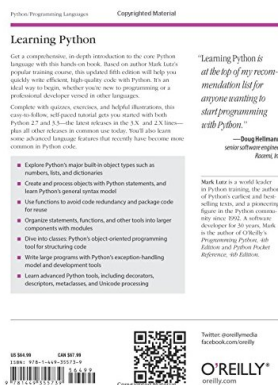 Python/Programming Languages
Copyrighted Material
Learning Python
Get a comprehensive, in-depth introduction to the core Python
language with this hands-on book. Based on author Mark Lutz's
popular training course, this updated fifth edition will help you
quickly write efficient, high-quality code with Python. It's an
ideal way to begin, whether you're new to programming or a
professional developer versed in other languages.
Complete with quizzes, exercises, and helpful illustrations, this
easy-to-follow, self-paced tutorial gets you started with both
Python 2.7 and 3.3—the latest releases in the 3.X and 2.X lines—
plus all other releases in common use today. You'll also learn
some advanced language features that recently have become more
common in Python code.
Explore Python's major built-in object types such as
numbers, lists, and dictionaries
Create and process objects with Python statements, and
learn Python's general syntax model
Use functions to avoid code redundancy and package code
for reuse
Organize statements, functions, and other tools into larger
components with modules
Dive into classes: Python's object-oriented programming
tool for structuring code
Write large programs with Python's exception-handling
model and development tools
Learn advanced Python tools, including decorators,
descriptors, metaclasses, and Unicode processing
"Learning Python is
at the top of my recom-
mendation list for
anyone wanting to
start programming
with Python."
—Doug Hellmann
senior software engineer,
Racemi, Inc.
Mark Lutz is a world leader
in Python training, the author
of Python's earliest and best-
selling texts, and a pioneering
figure in the Python commu-
nity since 1992. A software
developer for 30 years, Mark
is the author of O'Reilly's
Programming Python, 4th
Edition and Python Pocket
Reference, 4th Edition.
US $64.99
CAN $67.99
ISBN: 978-1-449-35573-9
5 6 4 9 9
9 781449 355739
Twitter: @oreillymedia
facebook.com/oreilly
O'REILLY®
oreilly.com
Copyrighted Material